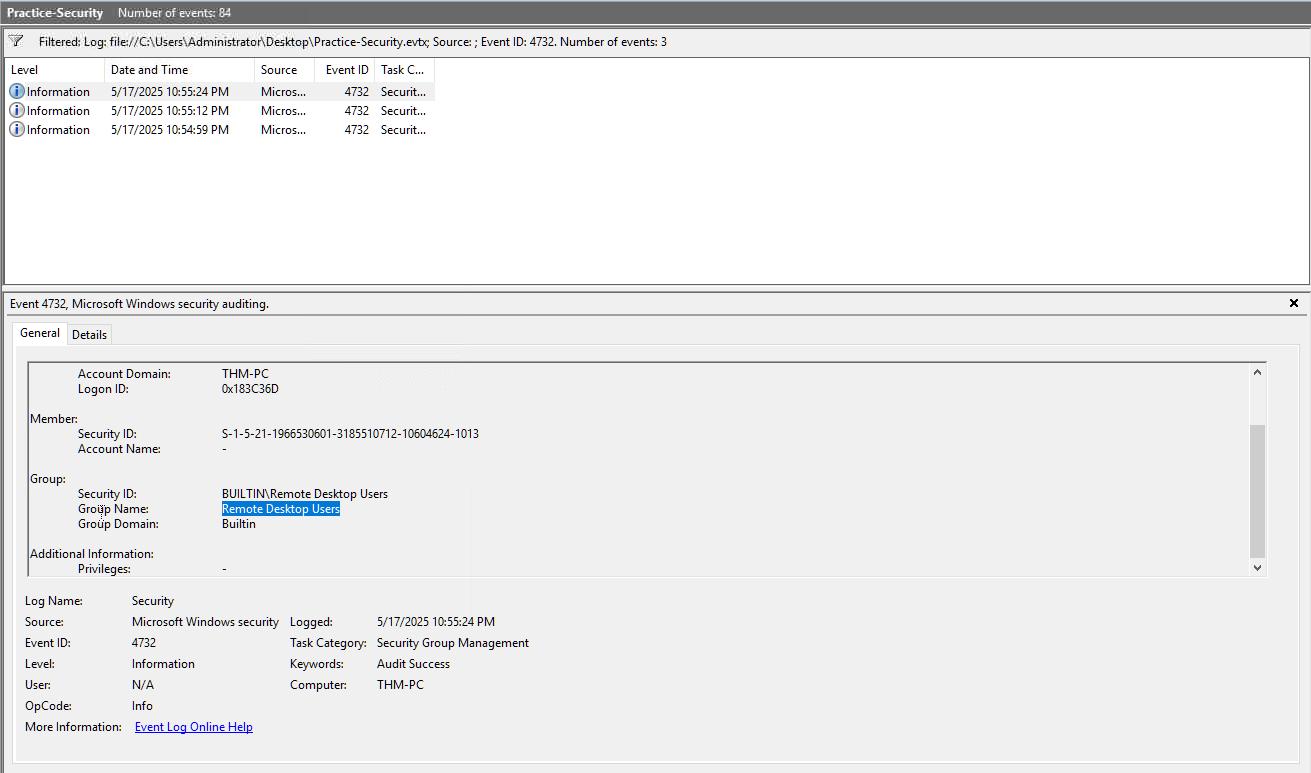 Practice-Security Number of events: 84
Filtered: Log: file://C:\Users\Administrator\Desktop\Practice-Security.evtx; Source: ; Event ID: 4732. Number of events: 3
Level Date and Time Source Event ID Task C...
Information 5/17/2025 10:55:24 PM Micros... 4732 Securit...
Information 5/17/2025 10:55:12 PM Micros... 4732 Securit...
Information 5/17/2025 10:54:59 PM Micros... 4732 Securit...
Event 4732, Microsoft Windows security auditing.
General Details
Account Domain: THM-PC
Logon ID: 0x183C36D
Member:
Security ID: S-1-5-21-1966530601-3185510712-10604624-1013
Account Name: -
Group:
Security ID: BUILTIN\Remote Desktop Users
Group Name: Remote Desktop Users
Group Domain: Builtin
Additional Information:
Privileges: -
Log Name: Security
Source: Microsoft Windows security Logged: 5/17/2025 10:55:24 PM
Event ID: 4732 Task Category: Security Group Management
Level: Information Keywords: Audit Success
User: N/A Computer: THM-PC
OpCode: Info
More Information: Event Log Online Help